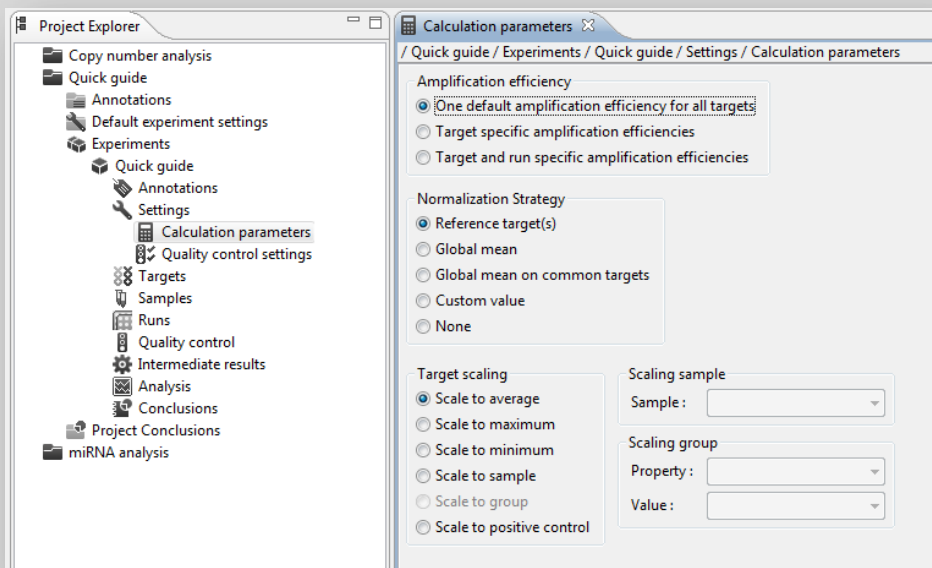 Project Explorer
Copy number analysis
Quick guide
Annotations
Default experiment settings
Experiments
Quick guide
Annotations
Settings
Calculation parameters
Quality control settings
Targets
Samples
Runs
Quality control
Intermediate results
Analysis
Conclusions
Project Conclusions
miRNA analysis
Calculation parameters
/ Quick guide / Experiments / Quick guide / Settings / Calculation parameters
Amplification efficiency
One default amplification efficiency for all targets
Target specific amplification efficiencies
Target and run specific amplification efficiencies
Normalization Strategy
Reference target(s)
Global mean
Global mean on common targets
Custom value
None
Target scaling
Scale to average
Scale to maximum
Scale to minimum
Scale to sample
Scale to group
Scale to positive control
Scaling sample
Sample :
Scaling group
Property :
Value :